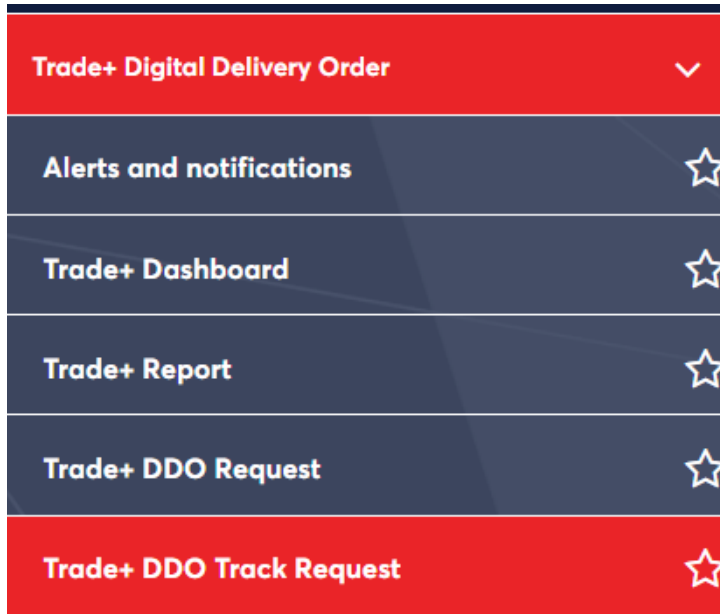 Trade+ Digital Delivery Order
Alerts and notifications
Trade+ Dashboard
Trade+ Report
Trade+ DDO Request
Trade+ DDO Track Request